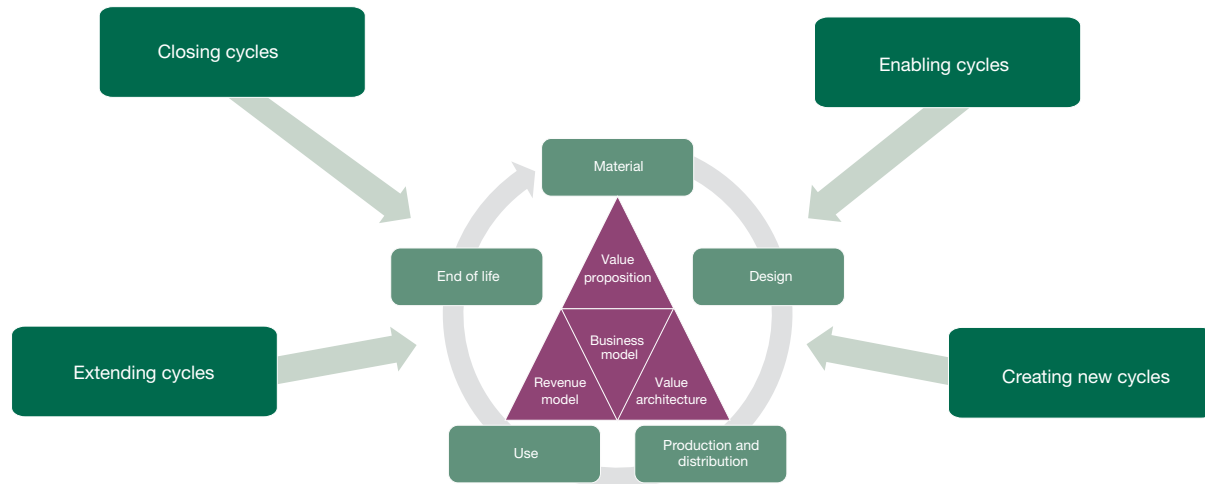 Closing cycles
Enabling cycles
Material
End of life
Value
proposition
Design
Business
model
Extending cycles
Revenue
model
Value
architecture
Creating new cycles
Use
Production and
distribution